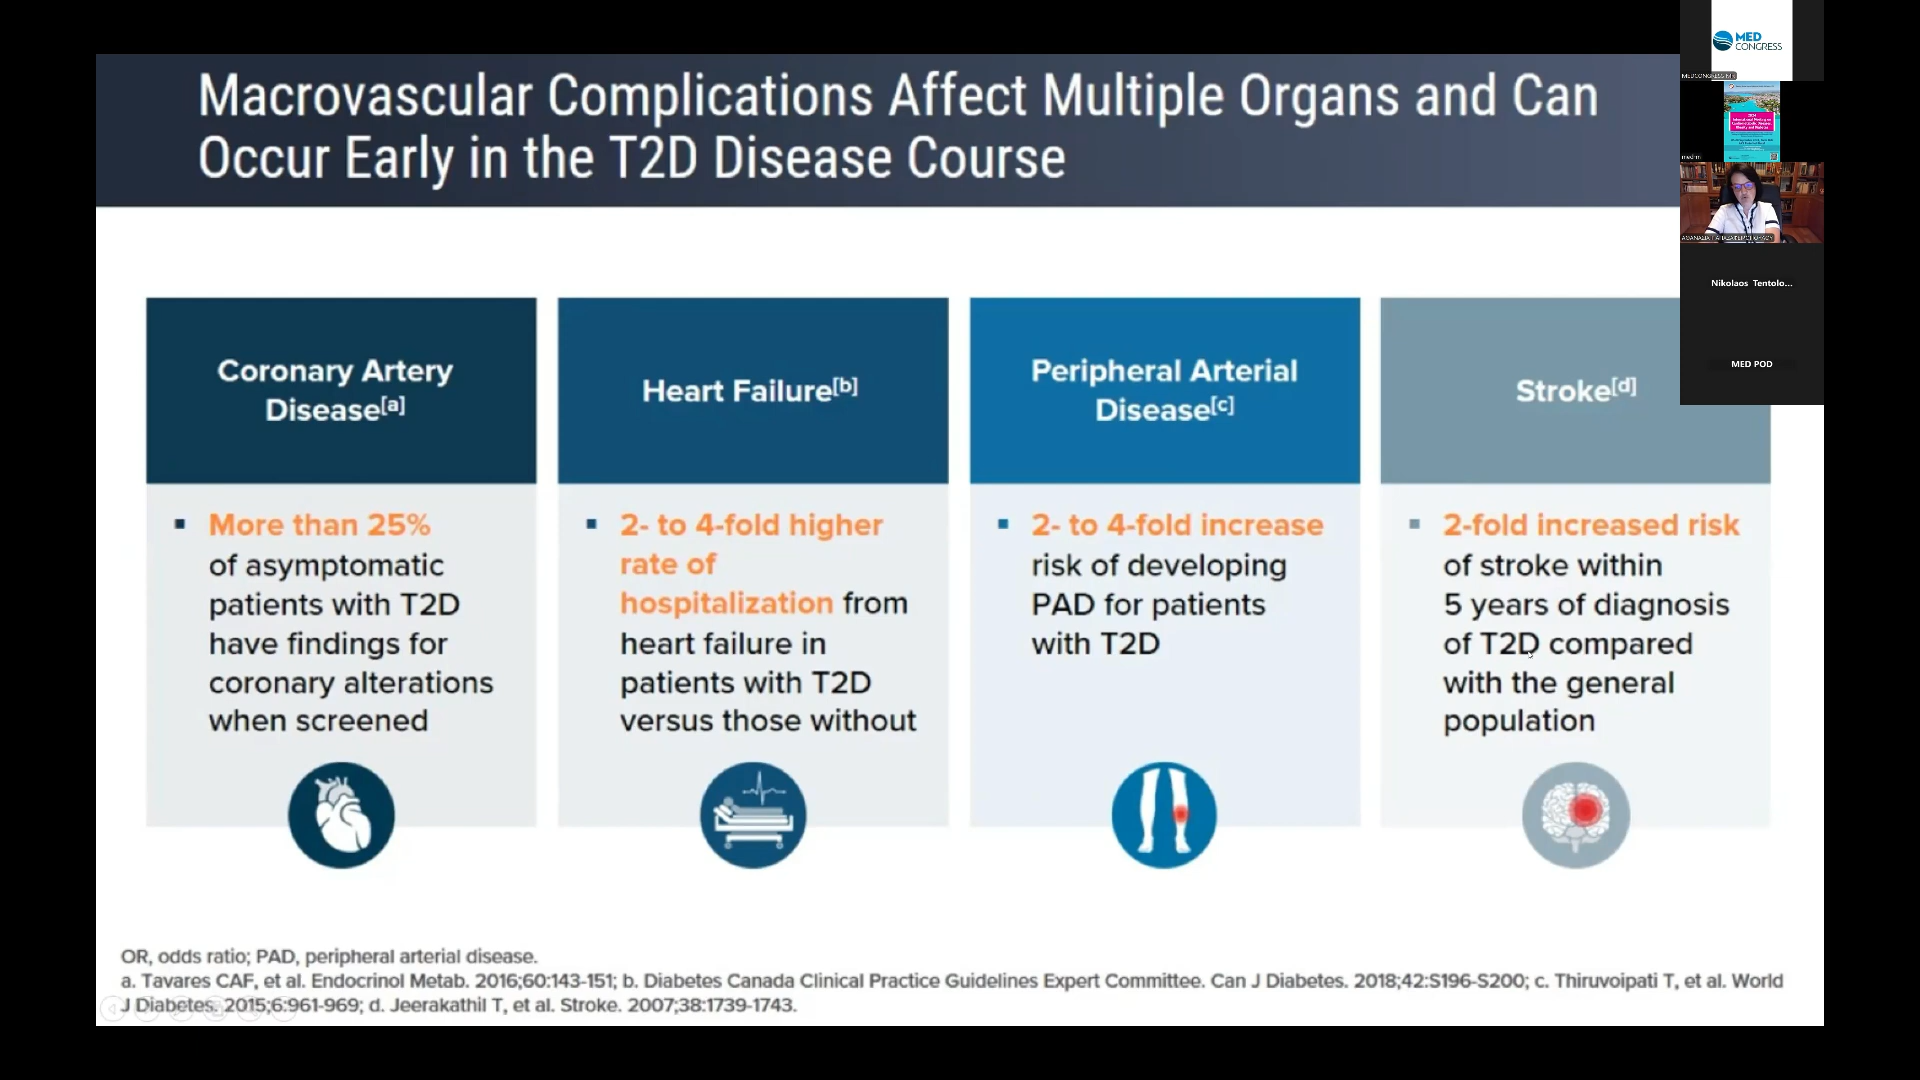 Macrovascular Complications Affect Multiple Organs and Can
Occur Early in the T2D Disease Course
Coronary Artery
Disease[a]
More than 25%
of asymptomatic
patients with T2D
have findings for
coronary alterations
when screened
Heart Failure[b]
2- to 4-fold higher
rate of
hospitalization from
heart failure in
patients with T2D
versus those without
Peripheral Arterial
Disease[c]
2- to 4-fold increase
risk of developing
PAD for patients
with T2D
Stroke[d]
2-fold increased risk
of stroke within
5 years of diagnosis
of T2D compared
with the general
population
OR, odds ratio; PAD, peripheral arterial disease.
a. Tavares CAF, et al. Endocrinol Metab. 2016;60:143-151; b. Diabetes Canada Clinical Practice Guidelines Expert Committee. Can J Diabetes. 2018;42:S196-S200; c. Thiruvoipati T, et al. World
J Diabetes. 2015;6:961-969; d. Jeerakathil T, et al. Stroke. 2007;38:1739-1743.
MED
CONGRESS
Nikolaos Tentolo...
MED POD